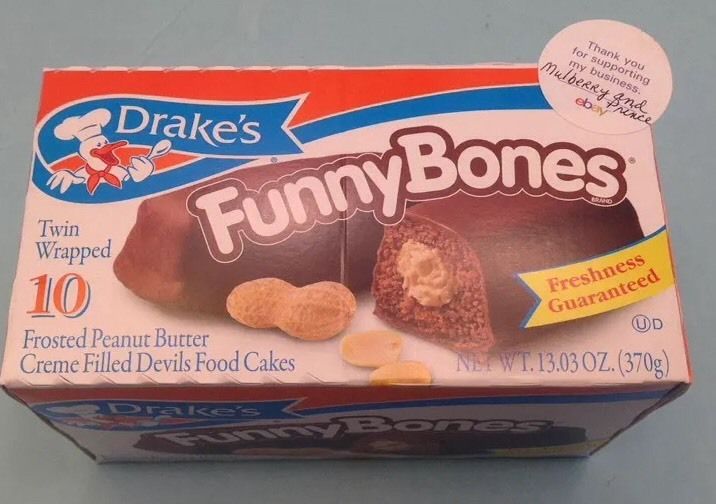 Thank you
for supporting
my business.
Mulberry and
Prince
ebay
Drake's
FunnyBones®
BRAND
Twin
Wrapped
10
Frosted Peanut Butter
Creme Filled Devils Food Cakes
Freshness
Guaranteed
Ⓤ D
NET WT. 13.03 OZ. (370g)
Drake's
FunnyBones